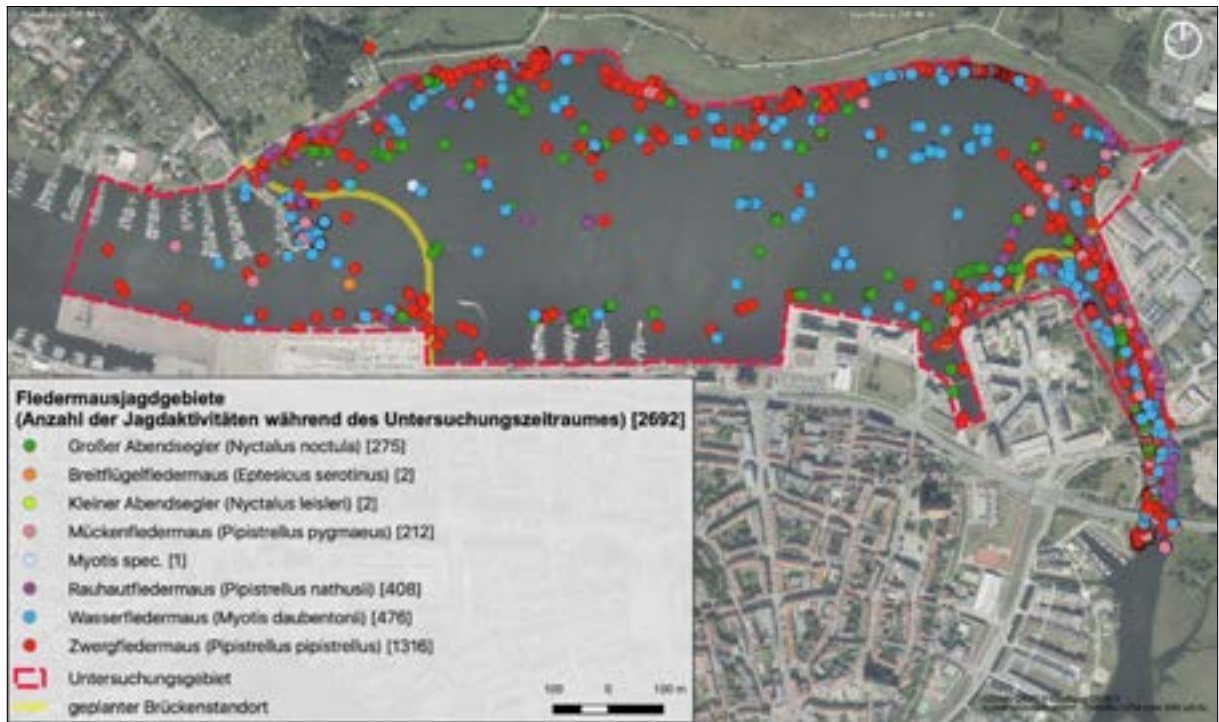 Fledermausjagdgebiete
(Anzahl der Jagdaktivitäten während des Untersuchungszeitraumes) [2692]
Großer Abendsegler (Nyctalus noctula) [275]
Breitflügelfledermaus (Eptesicus serotinus) [2]
Kleiner Abendsegler (Nyctalus leisleri) [2]
Mückenfledermaus (Pipistrellus pygmaeus) [212]
Myotis spec. [1]
Rauhautfledermaus (Pipistrellus nathusii) [408]
Wasserfledermaus (Myotis daubentonii) [476]
Zwergfledermaus (Pipistrellus pipistrellus) [1316]
Untersuchungsgebiet
geplanter Brückenstandort
100 0 100 m